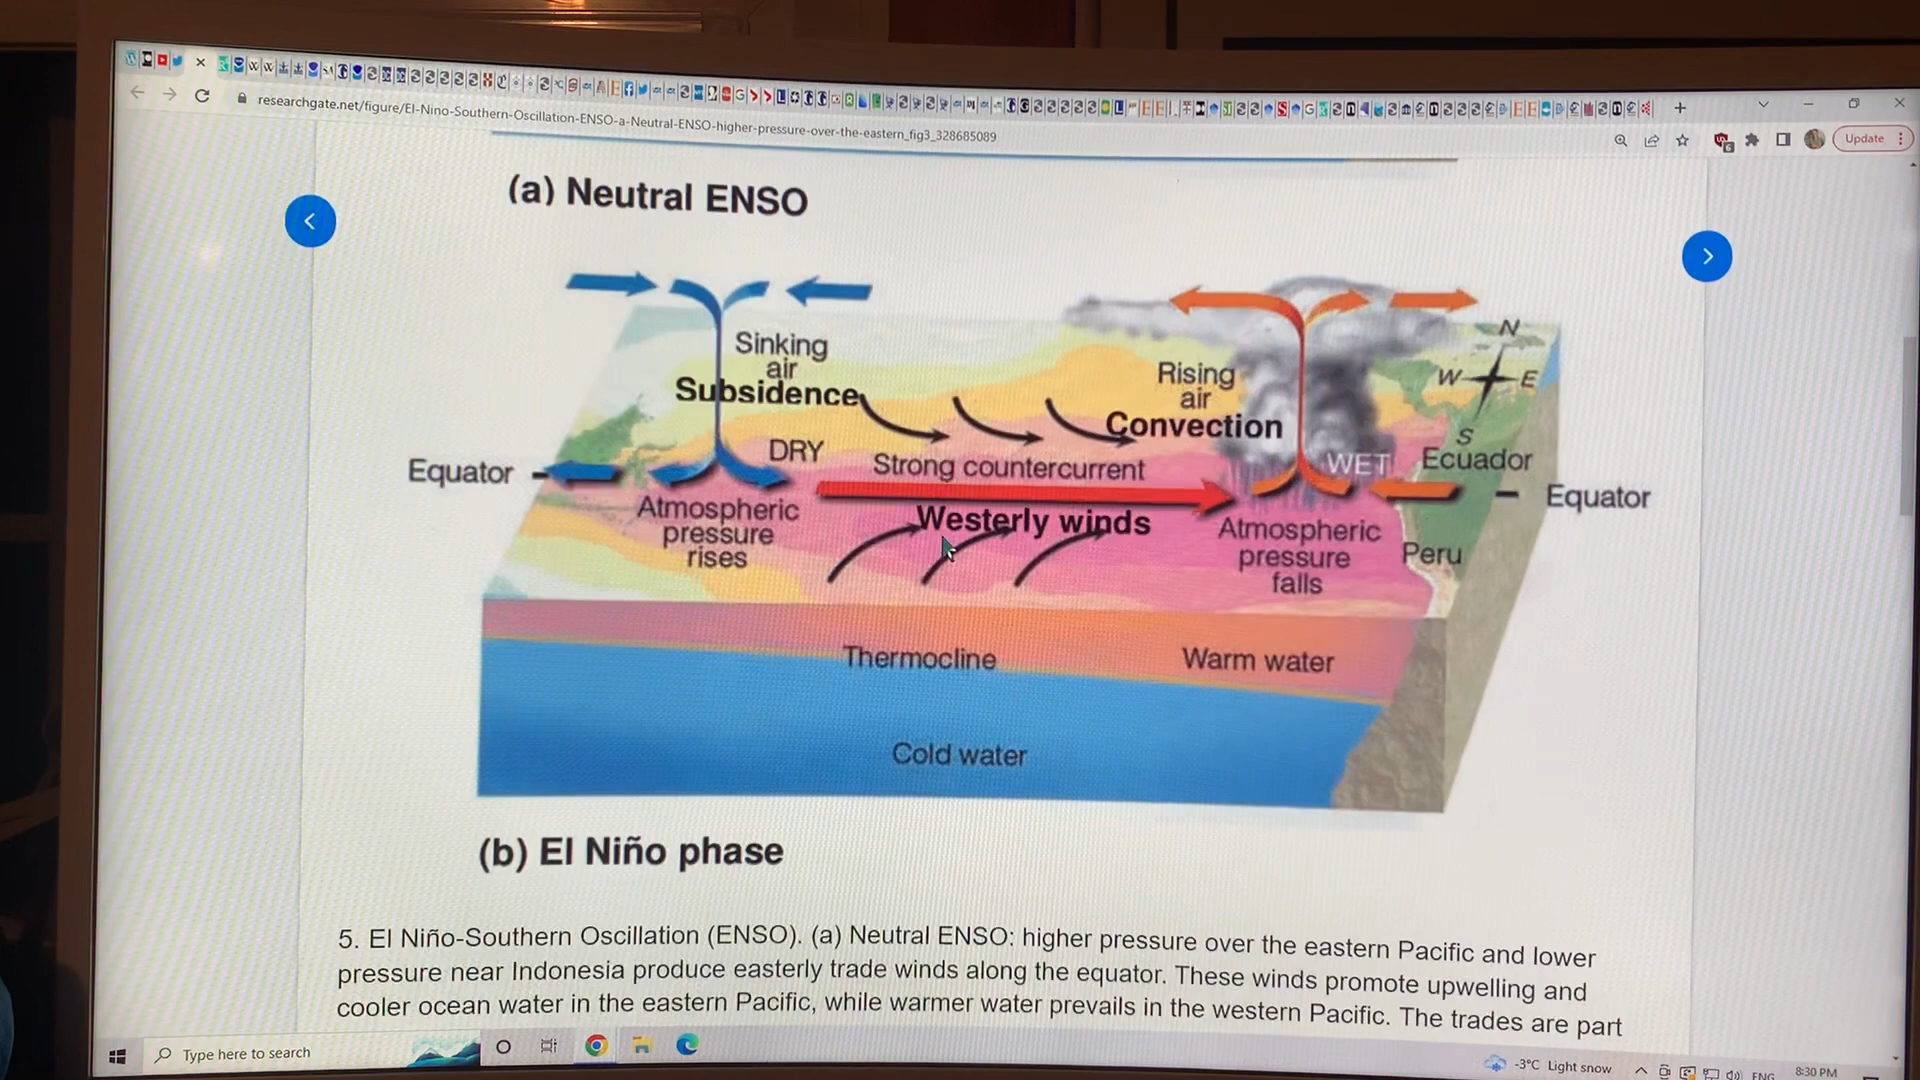 researchgate.net/figure/El-Nino-Southern-Oscillation-ENSO-a-Neutral-ENSO-higher-pressure-over-the-eastern_fig3_328685089
Update
(a) Neutral ENSO
Sinking
air
Subsidence
DRY
Rising
air
Convection
N
W
E
S
Equator
Strong countercurrent
WET
Ecuador
Equator
Atmospheric
pressure
rises
Westerly winds
Atmospheric
pressure
falls
Peru
Thermocline
Warm water
Cold water
(b) El Niño phase
5. El Niño-Southern Oscillation (ENSO). (a) Neutral ENSO: higher pressure over the eastern Pacific and lower
pressure near Indonesia produce easterly trade winds along the equator. These winds promote upwelling and
cooler ocean water in the eastern Pacific, while warmer water prevails in the western Pacific. The trades are part
Type here to search
-3°C Light snow
ENG
8:30 PM